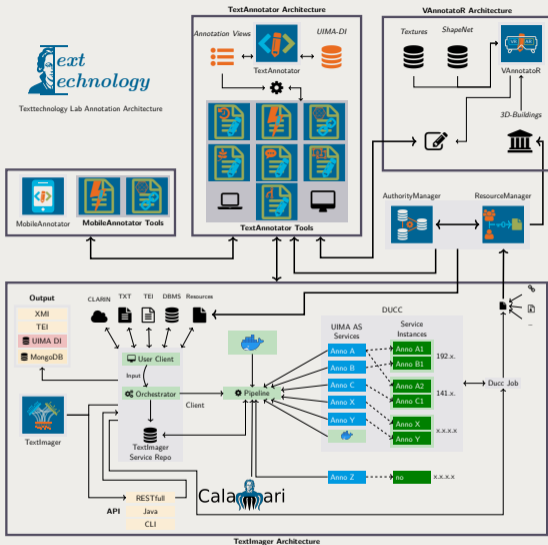 TextAnnotator Architecture
VAnnotatoR Architecture
Text
technology
Texttechnology Lab Annotation Architecture
Annotation Views
UIMA-DI
TextAnnotator
Textures
ShapeNet
VAnnotatoR
3D-Buildings
MobileAnnotator
MobileAnnotator Tools
TextAnnotator Tools
AuthorityManager
ResourceManager
Output
XMI
TEI
UIMA DI
MongoDB
CLARIN
TXT
TEI
DBMS
Resources
User Client
Input
Orchestrator
Client
TextImager
Service Repo
TextImager
API
RESTfull
Java
CLI
Pipeline
Calamari
DUCC
UIMA AS
Services
Service
Instances
Anno A
Anno B
Anno C
Anno X
Anno Y
Anno Z
Anno A1
Anno B1
Anno A2
Anno C1
Anno X
Anno Y
no
192.x.
141.x.
x.x.x.x
x.x.x.x
Ducc Job
...
TextImager Architecture